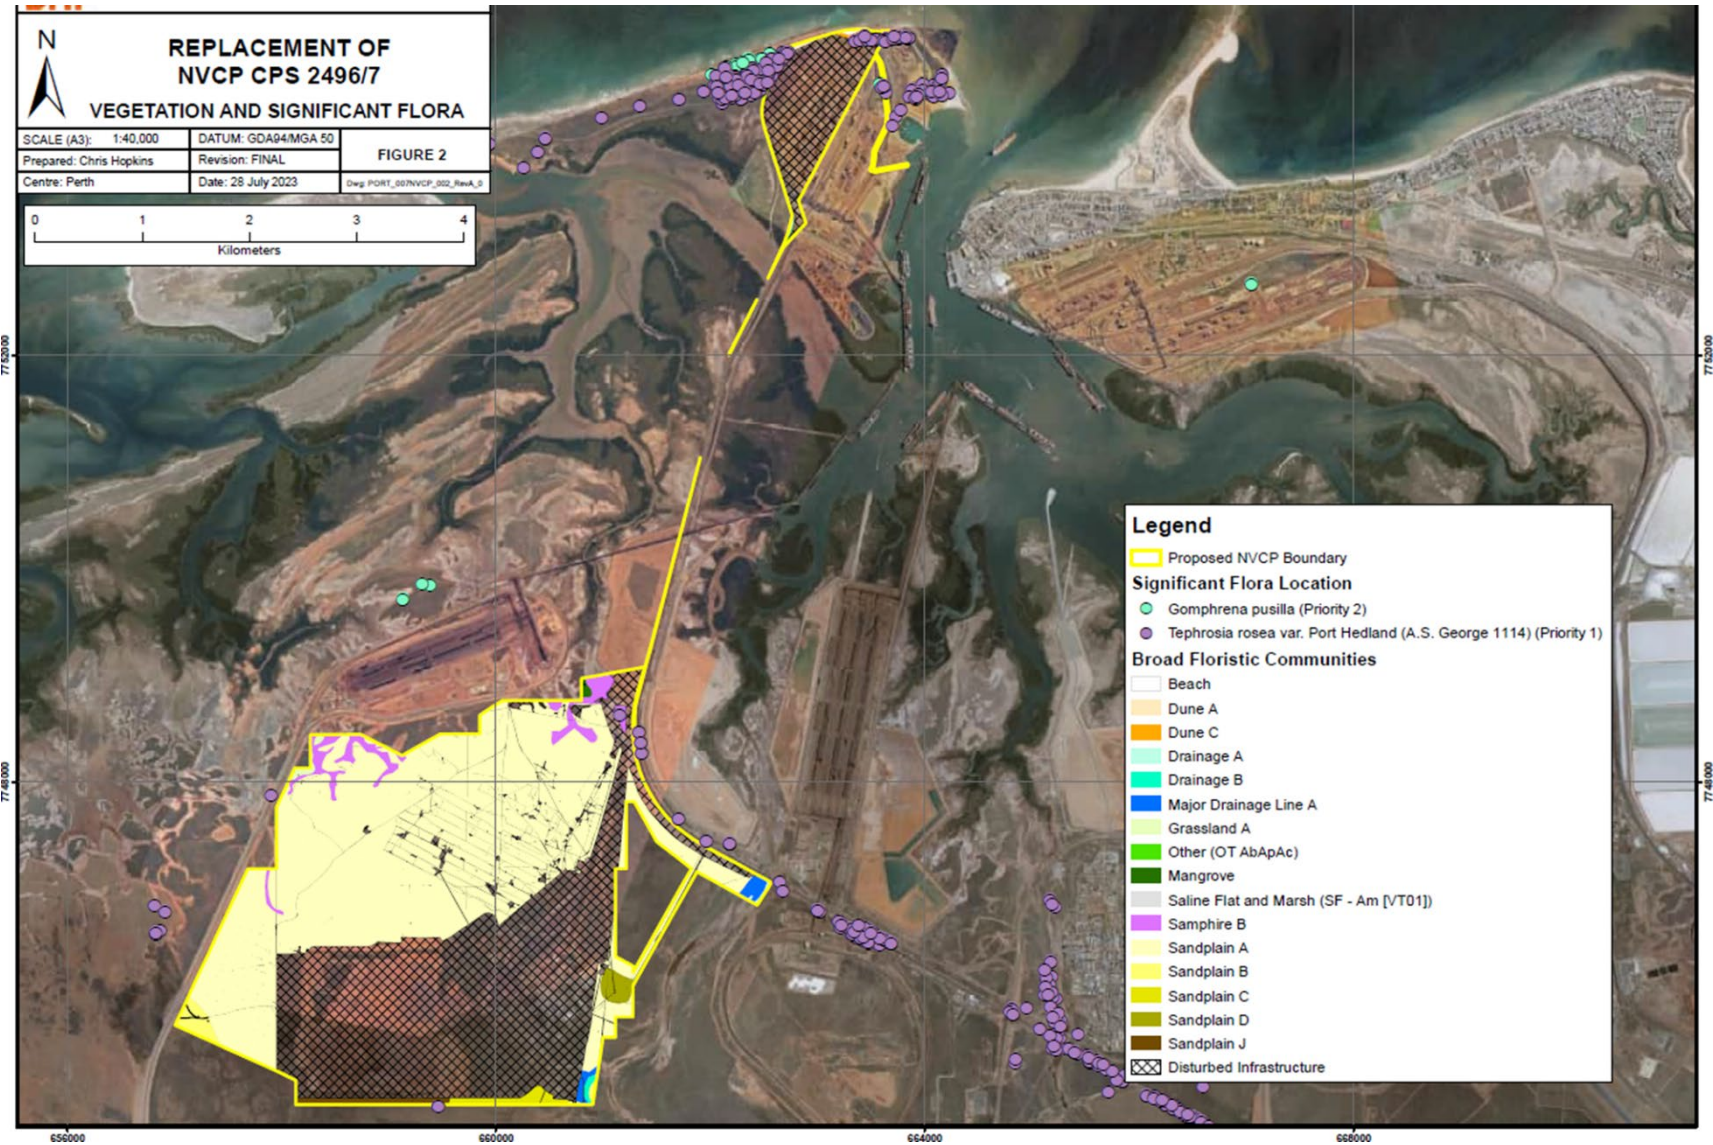 N
REPLACEMENT OF
NVCP CPS 2496/7
VEGETATION AND SIGNIFICANT FLORA
SCALE (A3): 1:40,000
DATUM: GDA94/MGA 50
FIGURE 2
Prepared: Chris Hopkins
Revision: FINAL
Centre: Perth
Date: 28 July 2023
Dwg: PORT_007NVCP_002_RevA_0
0 1 2 3 4
Kilometers
7752000
7752000
Legend
Proposed NVCP Boundary
Significant Flora Location
Gomphrena pusilla (Priority 2)
Tephrosia rosea var. Port Hedland (A.S. George 1114) (Priority 1)
Broad Floristic Communities
Beach
Dune A
Dune C
Drainage A
Drainage B
Major Drainage Line A
Grassland A
Other (OT AbApAc)
Mangrove
Saline Flat and Marsh (SF - Am [VT01])
Samphire B
Sandplain A
Sandplain B
Sandplain C
Sandplain D
Sandplain J
Disturbed Infrastructure
7748000
7748000
656000 660000 664000 668000